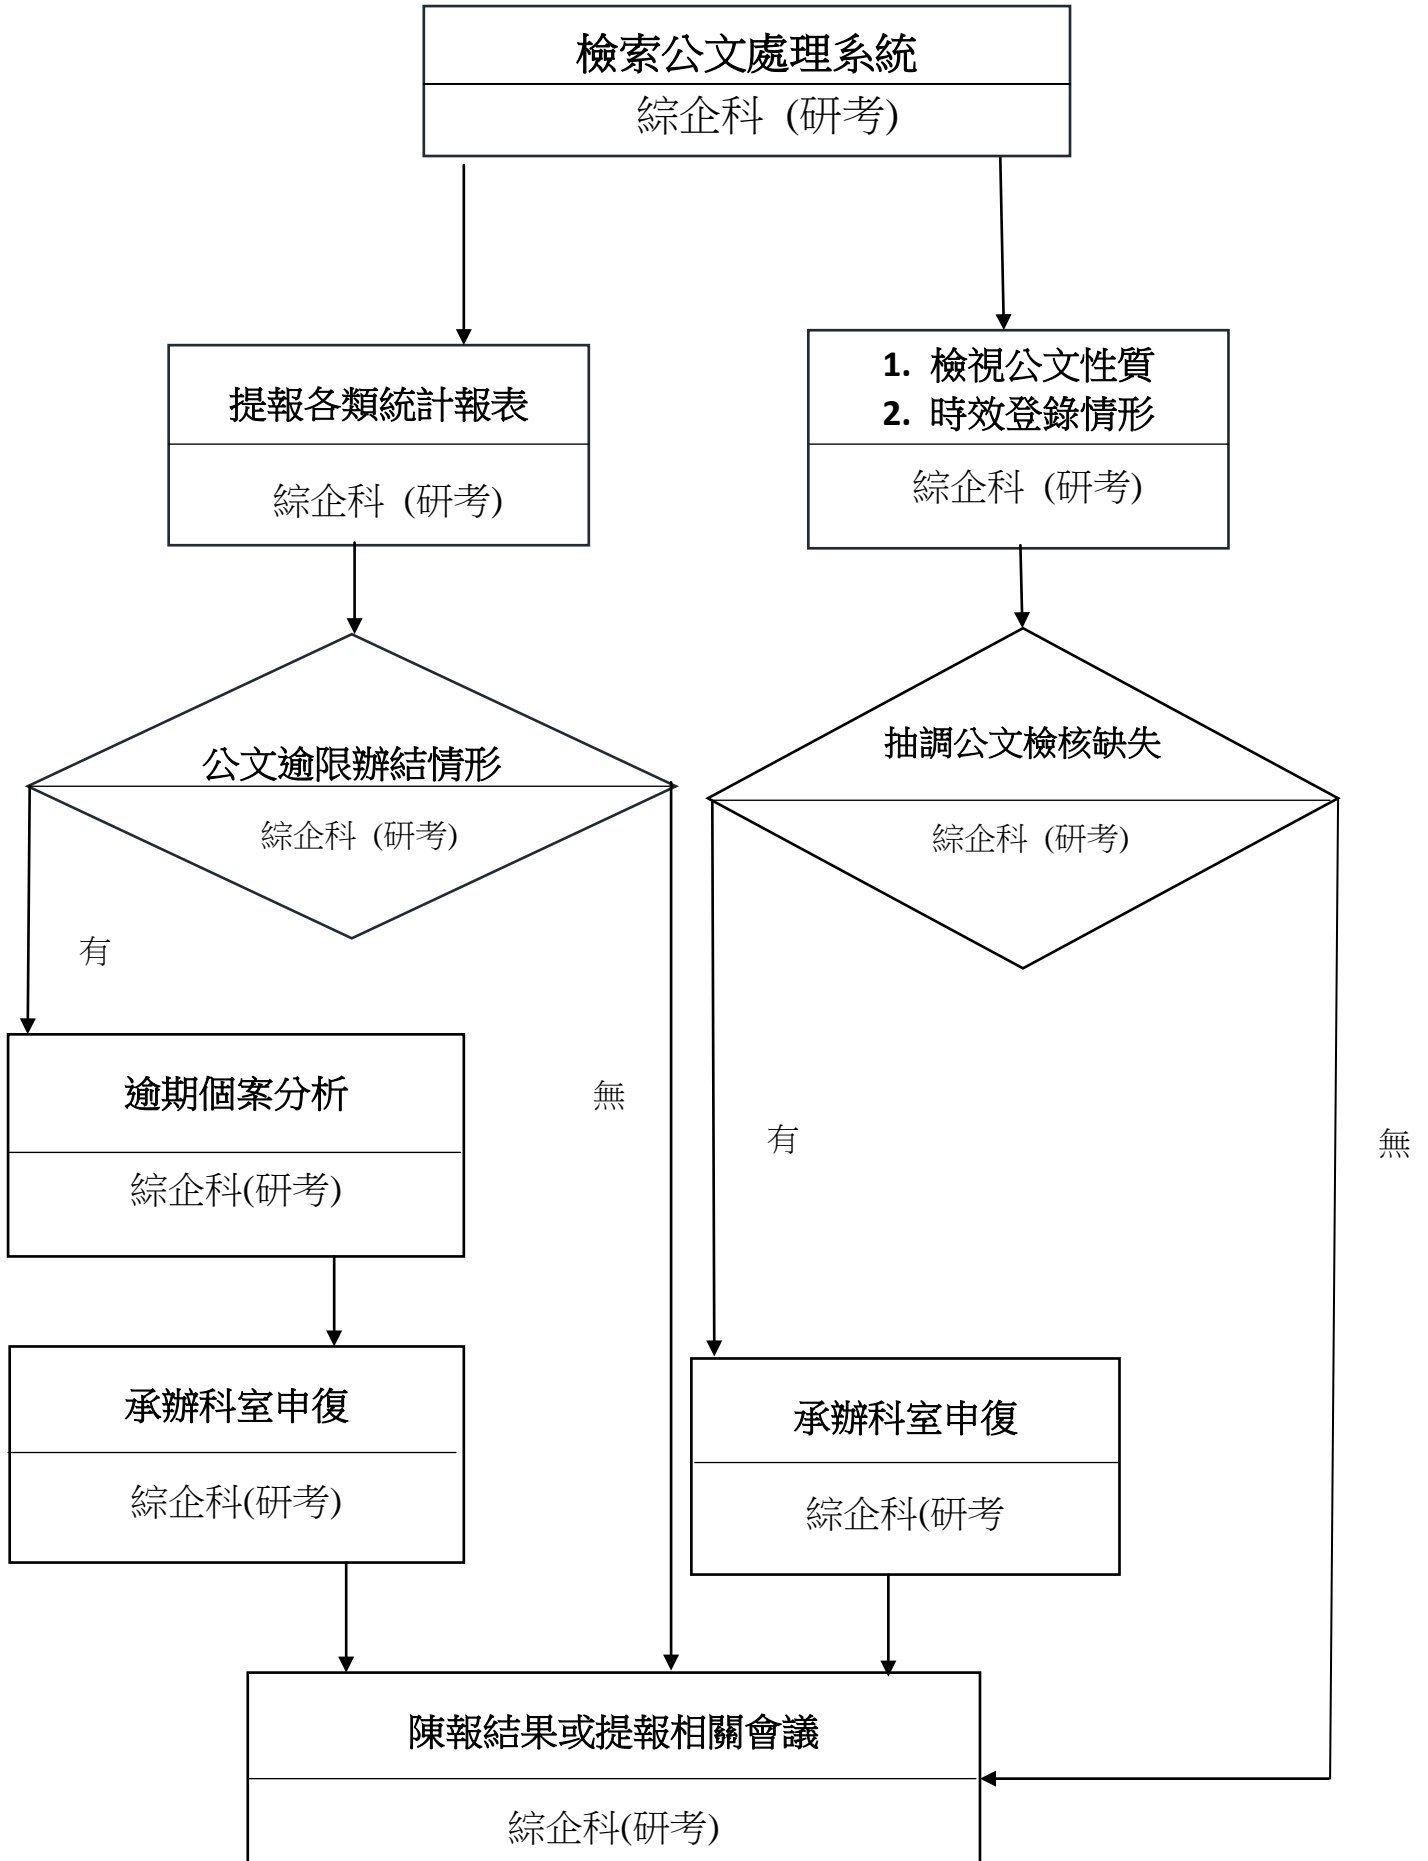 檢索公文處理系統
綜企科 (研考)
提報各類統計報表
綜企科 (研考)
1. 檢視公文性質
2. 時效登錄情形
綜企科 (研考)
公文逾限辦結情形
綜企科 (研考)
抽調公文檢核缺失
綜企科 (研考)
有
無
有
無
逾期個案分析
綜企科(研考)
承辦科室申復
綜企科(研考)
承辦科室申復
綜企科(研考
陳報結果或提報相關會議
綜企科(研考)